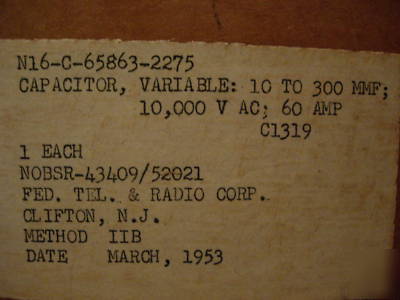 N16-C-65863-2275
CAPACITOR, VARIABLE: 10 TO 300 MMF;
10,000 V AC; 60 AMP
C1319
1 EACH
NOBSR-43409/52021
FED. TEL. & RADIO CORP.
CLIFTON, N.J.
METHOD IIB
DATE MARCH, 1953